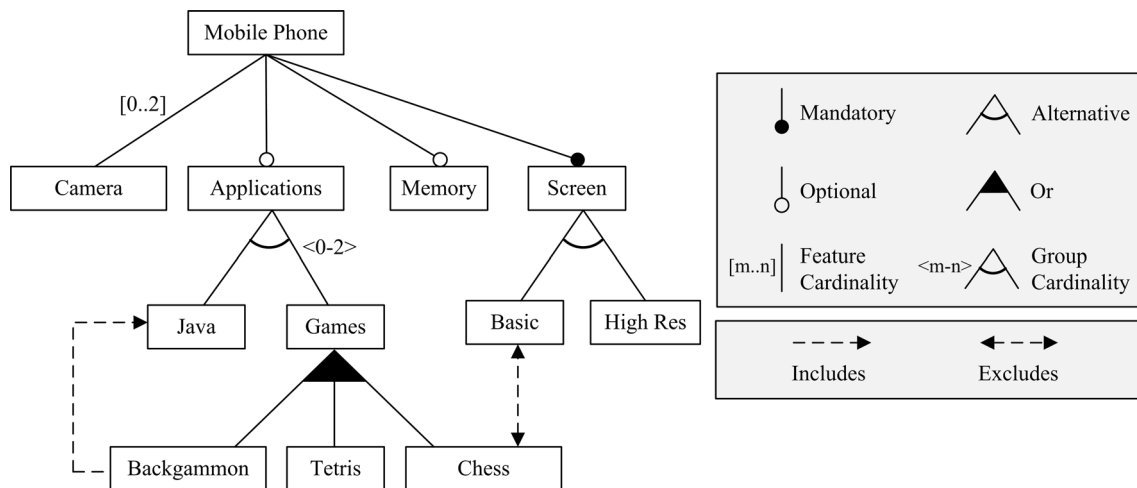 Mobile Phone
[0..2]
Camera
Applications
Memory
Screen
<0-2>
Java
Games
Basic
High Res
Backgammon
Tetris
Chess
Mandatory
Alternative
Optional
Or
[m..n]
Feature
Cardinality
<m-n>
Group
Cardinality
Includes
Excludes